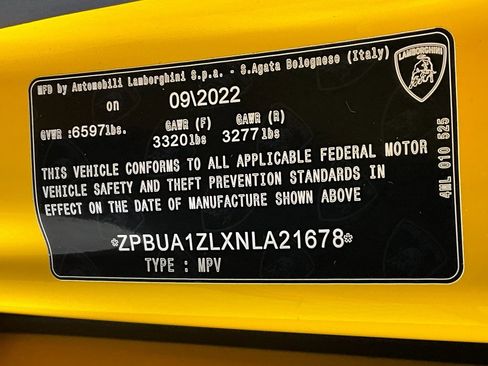 MFD by Automobili Lamborghini S.p.a. - S.Agata Bolognese (Italy)
on 09\2022
GVWR :6597lbs. GAWR (F) 3320lbs GAWR (R) 3277lbs
THIS VEHICLE CONFORMS TO ALL APPLICABLE FEDERAL MOTOR
VEHICLE SAFETY AND THEFT PREVENTION STANDARDS IN
EFFECT ON THE DATE OF MANUFACTURE SHOWN ABOVE
*ZPBUA1ZLXNLA21678*
TYPE : MPV
LAMBORGHINI
4ML 010 525